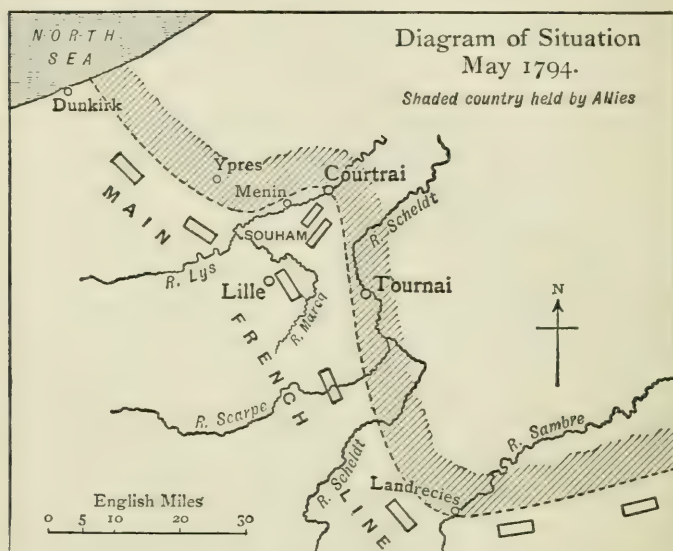 NORTH
SEA
Diagram of Situation
May 1794.
Shaded country held by Allies
Dunkirk
Ypres
Menin
Courtrai
MAIN
SOUHAM
R. Scheldt
R. Lys
Lille
Tournai
R. Marcq
N
FRENCH
R. Scarpe
R. Sambre
R. Scheldt
Landrecies
LINE
English Miles
0 5 10 20 30